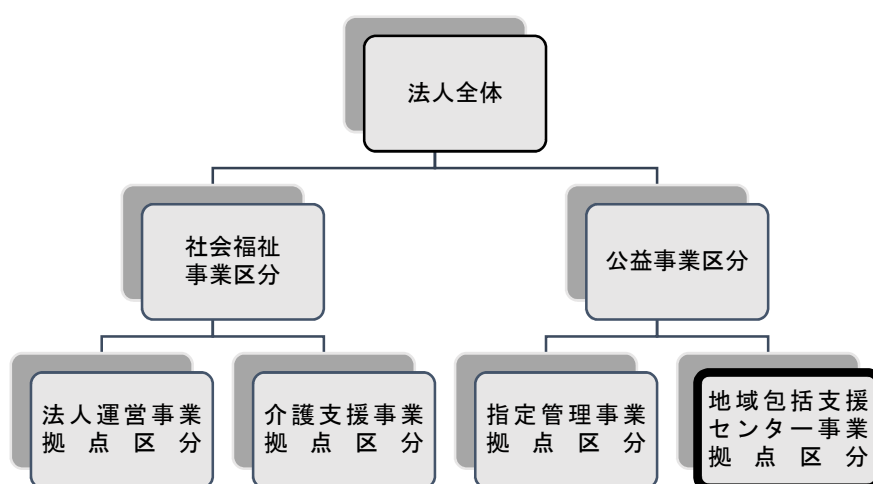 法人全体
社会福祉
事業区分
公益事業区分
法人運営事業
拠点区分
介護支援事業
拠点区分
指定管理事業
拠点区分
地域包括支援
センター事業
拠点区分